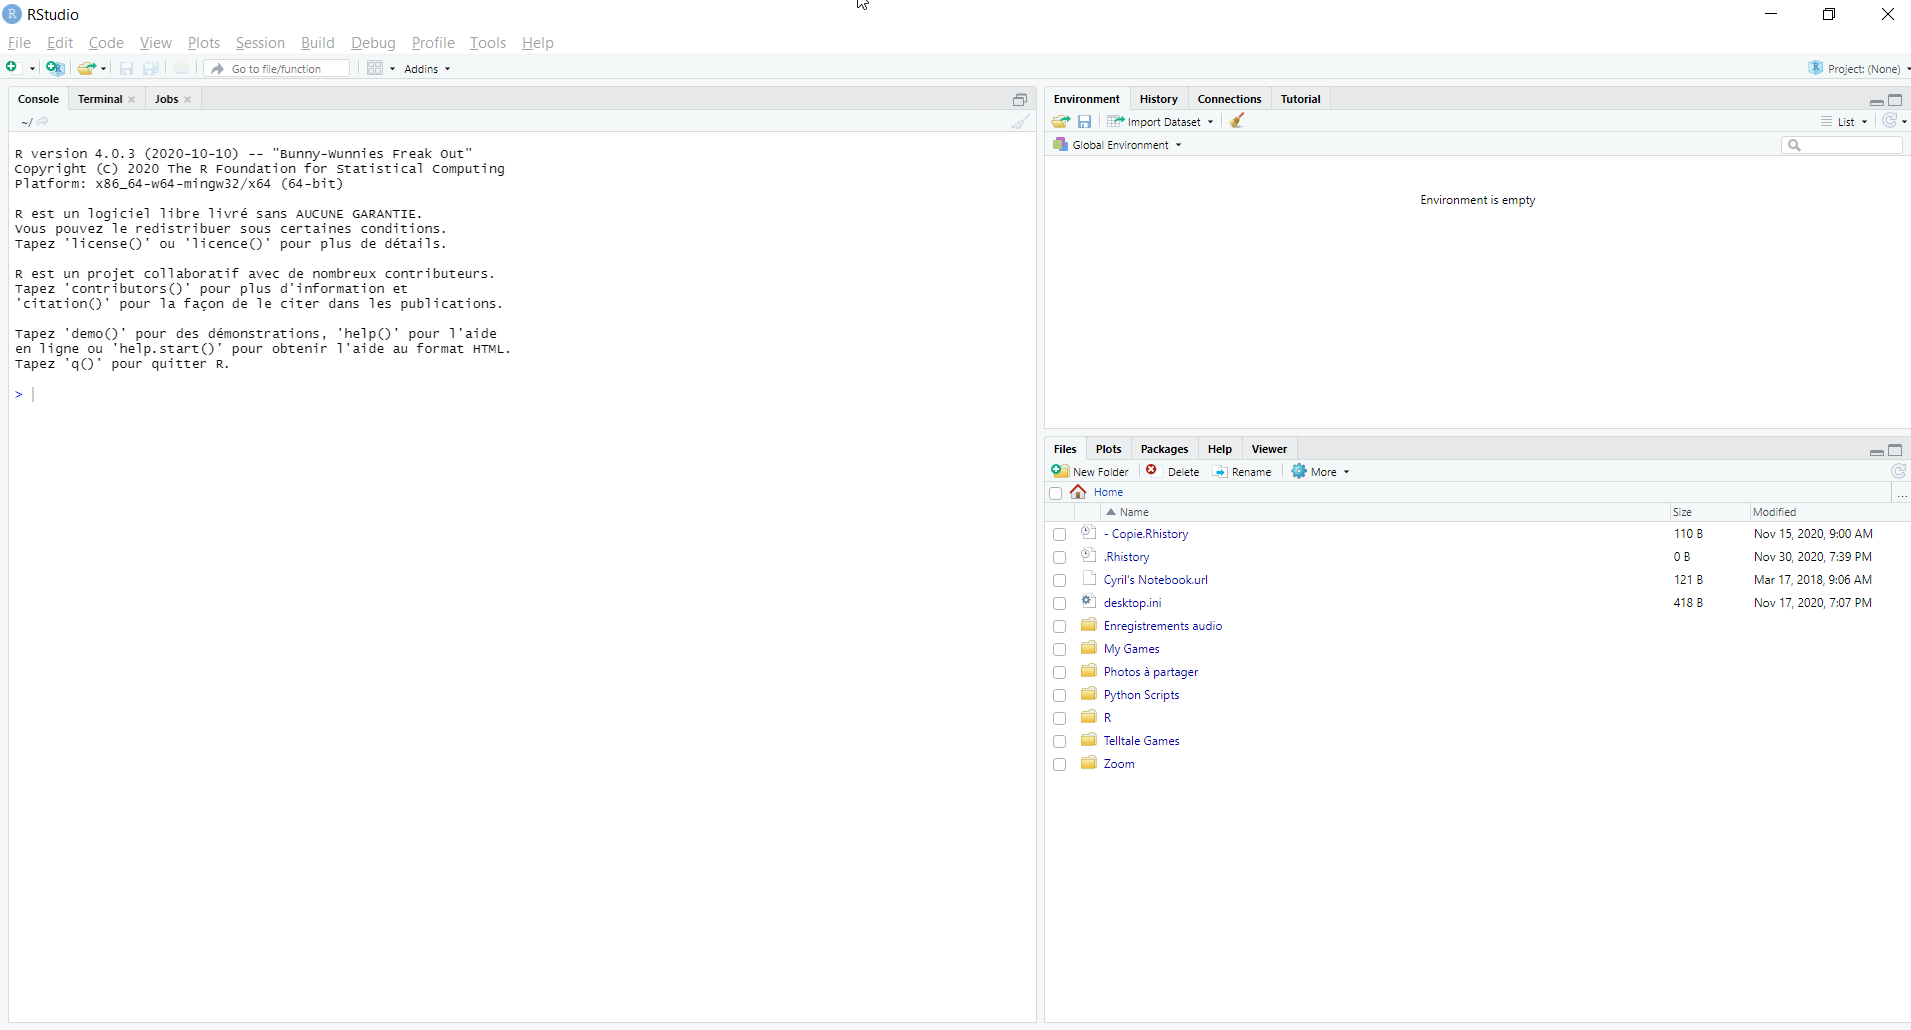 RStudio
File Edit Code View Plots Session Build Debug Profile Tools Help
Go to file/function Addins Project: (None)
Console Terminal Jobs
~/
R version 4.0.3 (2020-10-10) -- "Bunny-Wunnies Freak Out"
Copyright (C) 2020 The R Foundation for Statistical Computing
Platform: x86_64-w64-mingw32/x64 (64-bit)
R est un logiciel libre livré sans AUCUNE GARANTIE.
Vous pouvez le redistribuer sous certaines conditions.
Tapez 'license()' ou 'licence()' pour plus de détails.
R est un projet collaboratif avec de nombreux contributeurs.
Tapez 'contributors()' pour plus d'information et
'citation()' pour la façon de le citer dans les publications.
Tapez 'demo()' pour des démonstrations, 'help()' pour l'aide
en ligne ou 'help.start()' pour obtenir l'aide au format HTML.
Tapez 'q()' pour quitter R.
>
Environment History Connections Tutorial
Import Dataset List
Global Environment
Environment is empty
Files Plots Packages Help Viewer
New Folder Delete Rename More
Home ...
Name Size Modified
- Copie.Rhistory 110 B Nov 15, 2020, 9:00 AM
.Rhistory 0 B Nov 30, 2020, 7:39 PM
Cyril's Notebook.url 121 B Mar 17, 2018, 9:06 AM
desktop.ini 418 B Nov 17, 2020, 7:07 PM
Enregistrements audio
My Games
Photos à partager
Python Scripts
R
Telltale Games
Zoom